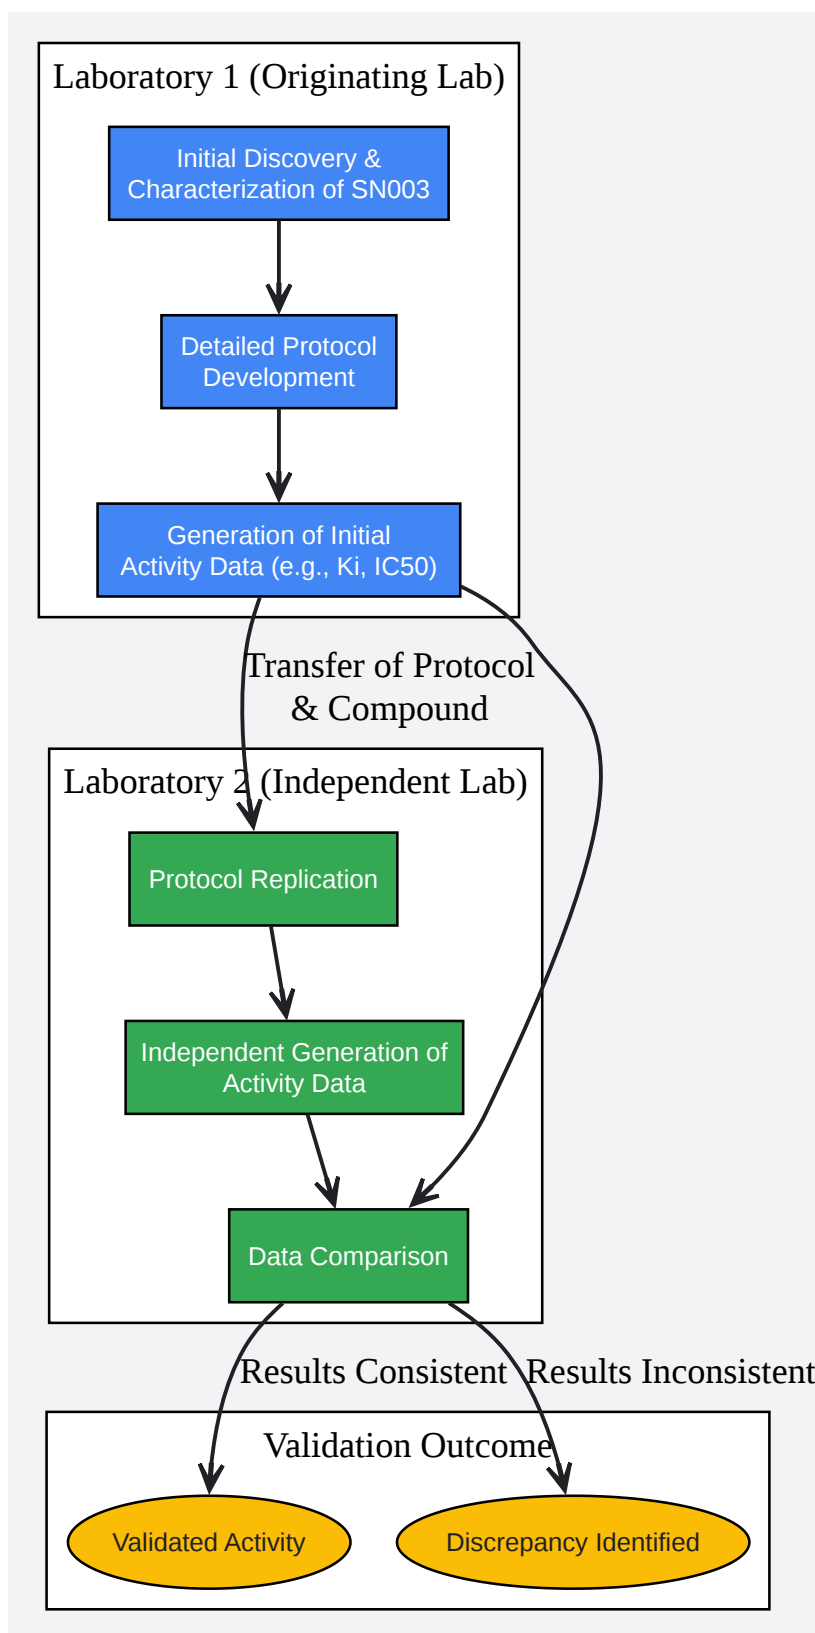 Laboratory 1 (Originating Lab)
Initial Discovery &
Characterization of SN003
Detailed Protocol
Development
Generation of Initial
Activity Data (e.g., Ki, IC50)
Transfer of Protocol
& Compound
Laboratory 2 (Independent Lab)
Protocol Replication
Independent Generation of
Activity Data
Data Comparison
Results Consistent
Results Inconsistent
Validation Outcome
Validated Activity
Discrepancy Identified